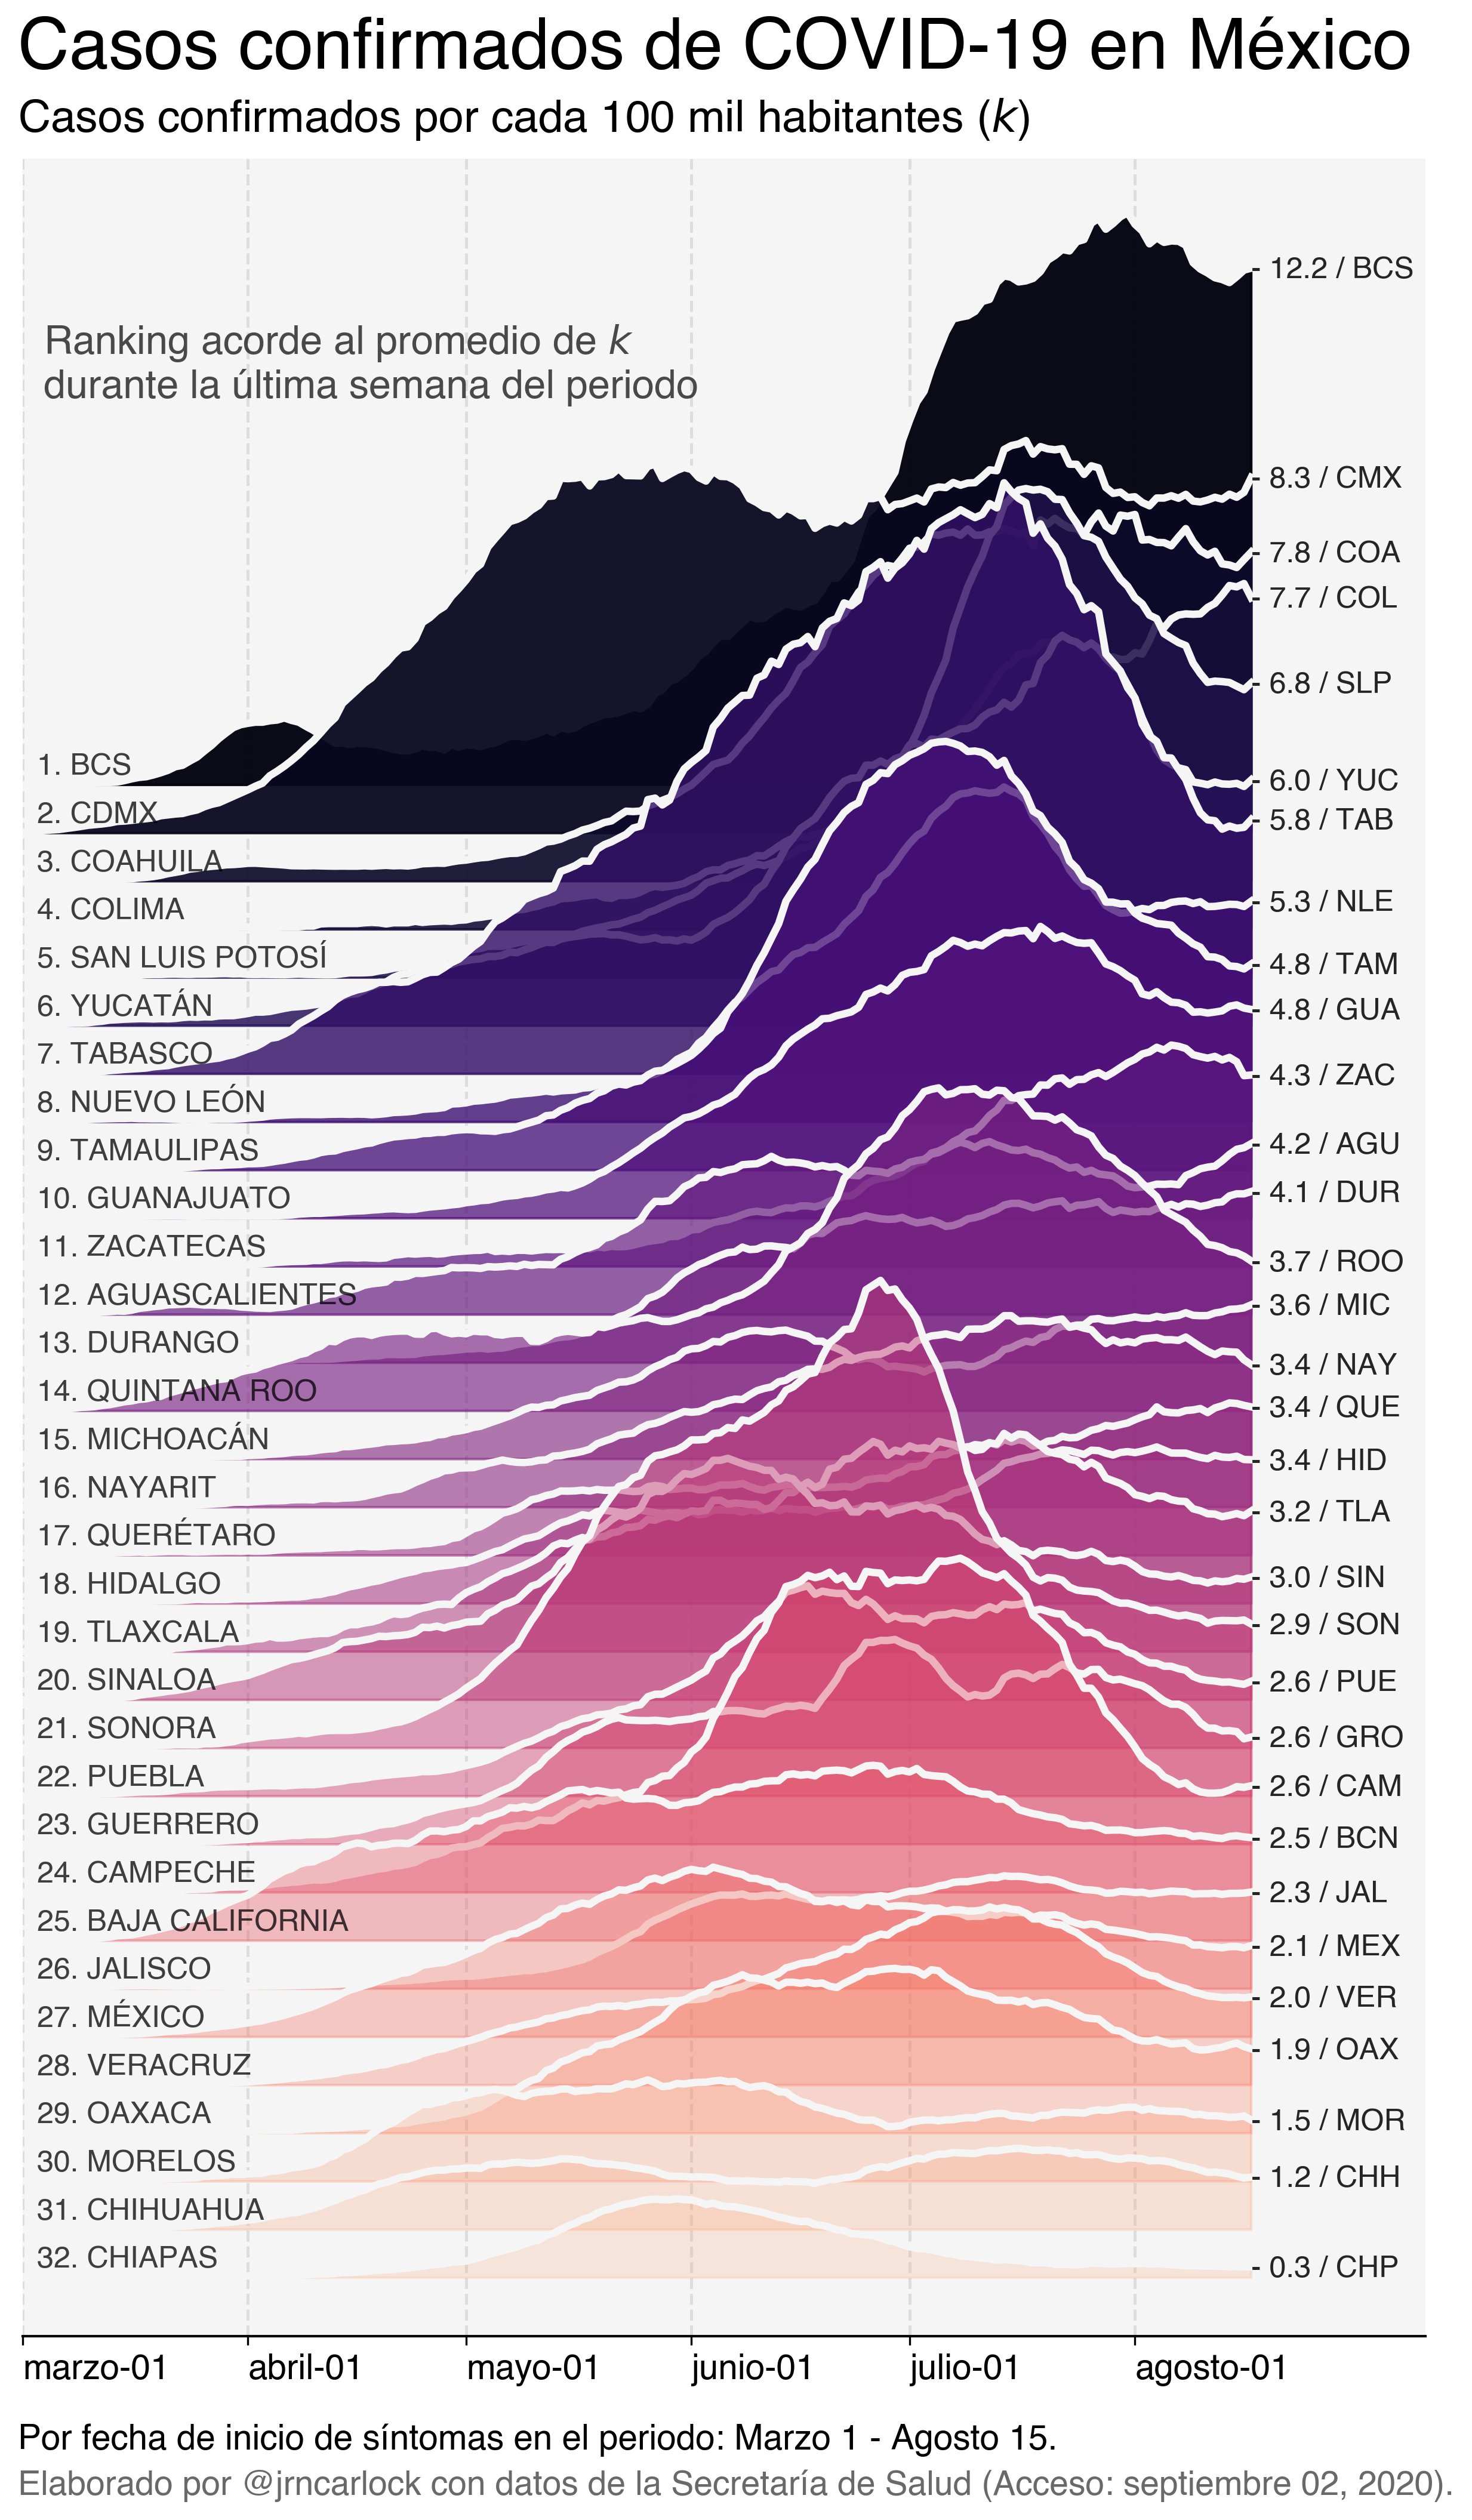 Casos confirmados de COVID-19 en México
Casos confirmados por cada 100 mil habitantes (k)
Ranking acorde al promedio de k
durante la última semana del periodo
1. BCS
2. CDMX
3. COAHUILA
4. COLIMA
5. SAN LUIS POTOSÍ
6. YUCATÁN
7. TABASCO
8. NUEVO LEÓN
9. TAMAULIPAS
10. GUANAJUATO
11. ZACATECAS
12. AGUASCALIENTES
13. DURANGO
14. QUINTANA ROO
15. MICHOACÁN
16. NAYARIT
17. QUERÉTARO
18. HIDALGO
19. TLAXCALA
20. SINALOA
21. SONORA
22. PUEBLA
23. GUERRERO
24. CAMPECHE
25. BAJA CALIFORNIA
26. JALISCO
27. MÉXICO
28. VERACRUZ
29. OAXACA
30. MORELOS
31. CHIHUAHUA
32. CHIAPAS
12.2 / BCS
8.3 / CMX
7.8 / COA
7.7 / COL
6.8 / SLP
6.0 / YUC
5.8 / TAB
5.3 / NLE
4.8 / TAM
4.8 / GUA
4.3 / ZAC
4.2 / AGU
4.1 / DUR
3.7 / ROO
3.6 / MIC
3.4 / NAY
3.4 / QUE
3.4 / HID
3.2 / TLA
3.0 / SIN
2.9 / SON
2.6 / PUE
2.6 / GRO
2.6 / CAM
2.5 / BCN
2.3 / JAL
2.1 / MEX
2.0 / VER
1.9 / OAX
1.5 / MOR
1.2 / CHH
0.3 / CHP
marzo-01 abril-01 mayo-01 junio-01 julio-01 agosto-01
Por fecha de inicio de síntomas en el periodo: Marzo 1 - Agosto 15.
Elaborado por @jrncarlock con datos de la Secretaría de Salud (Acceso: septiembre 02, 2020).